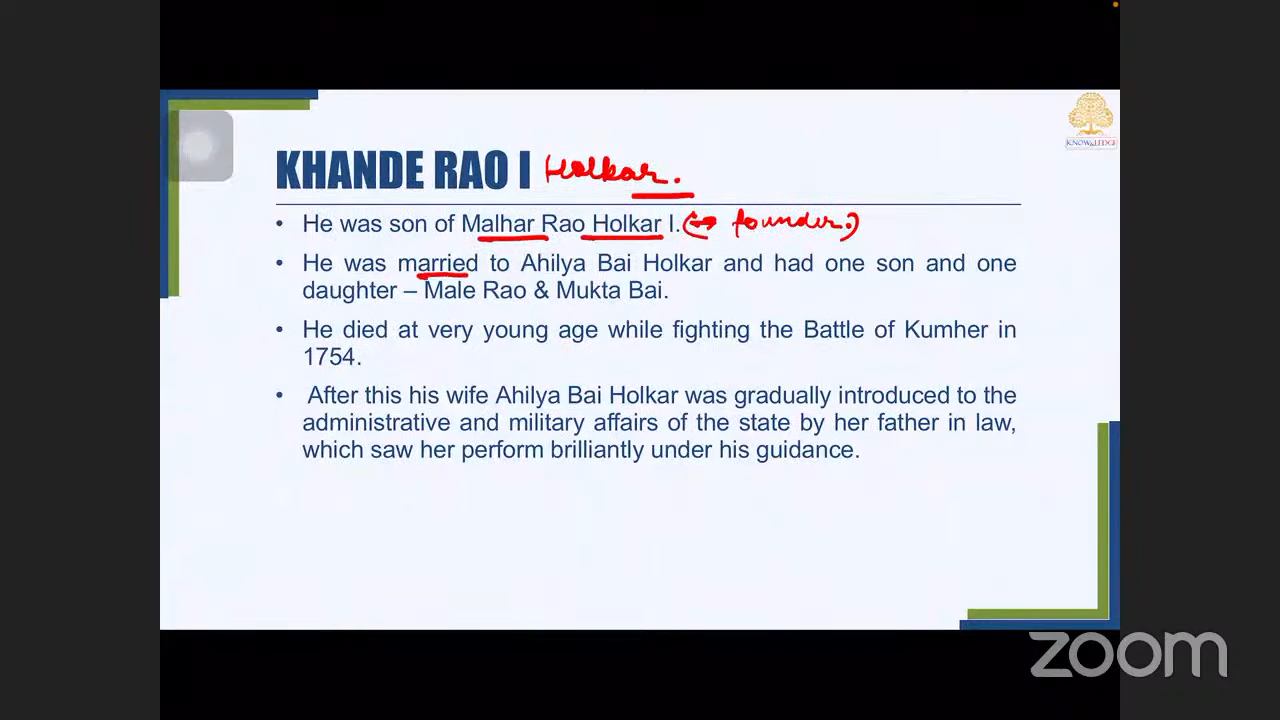 KNOWLEDGE
KHANDE RAO I Holkar.
• He was son of Malhar Rao Holkar I. (→ founder.)
• He was married to Ahilya Bai Holkar and had one son and one
daughter – Male Rao & Mukta Bai.
• He died at very young age while fighting the Battle of Kumher in
1754.
• After this his wife Ahilya Bai Holkar was gradually introduced to the
administrative and military affairs of the state by her father in law,
which saw her perform brilliantly under his guidance.
zoom